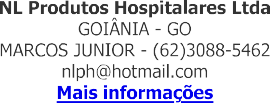 NL Produtos Hospitalares Ltda
GOIÂNIA - GO
MARCOS JUNIOR - (62)3088-5462
nlph@hotmail.com
Mais informações